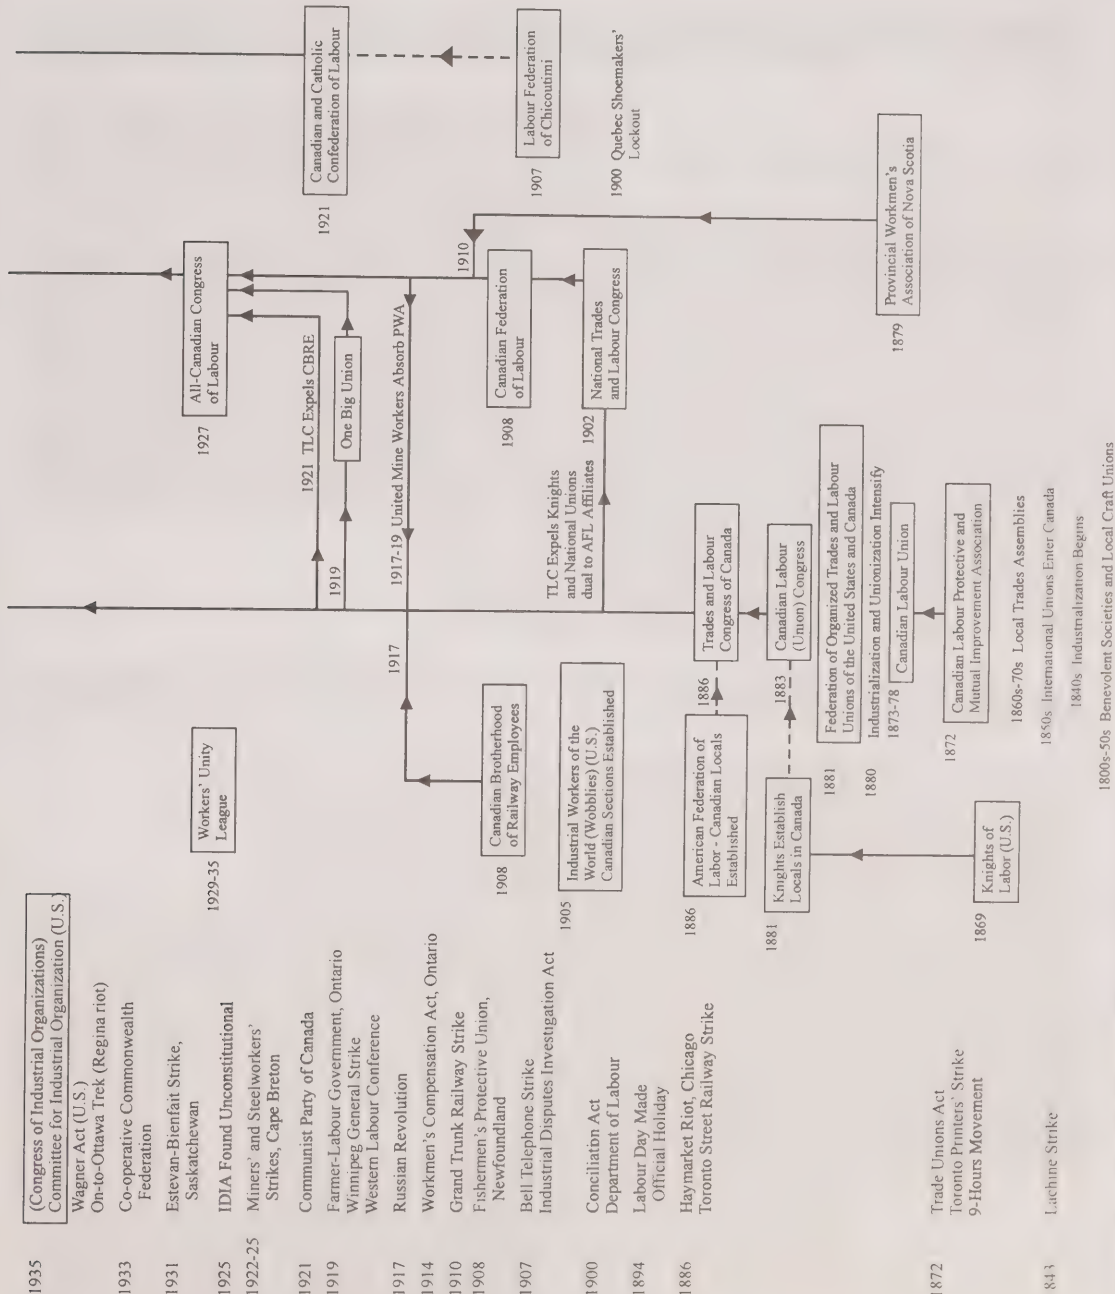 1935
(Congress of Industrial Organizations)
Committee for Industrial Organization (U.S.)
Wagner Act (U.S.)
On-to-Ottawa Trek (Regina riot)
1933
Co-operative Commonwealth
Federation
1931
Estevan-Bienfait Strike,
Saskatchewan
1925
IDIA Found Unconstitutional
1922-25
Miners' and Steelworkers'
Strikes, Cape Breton
1921
Communist Party of Canada
1919
Farmer-Labour Government, Ontario
Winnipeg General Strike
Western Labour Conference
1917
Russian Revolution
1914
Workmen's Compensation Act, Ontario
1910
Grand Trunk Railway Strike
1908
Fishermen's Protective Union,
Newfoundland
1907
Bell Telephone Strike
Industrial Disputes Investigation Act
1900
Conciliation Act
Department of Labour
1894
Labour Day Made
Official Holiday
1886
Haymarket Riot, Chicago
Toronto Street Railway Strike
1872
Trade Unions Act
Toronto Printers' Strike
9-Hours Movement
1843
Lachine Strike
1929-35
Workers' Unity
League
1908
Canadian Brotherhood
of Railway Employees
1917
1905
Industrial Workers of the
World (Wobblies) (U.S.)
Canadian Sections Established
1886
American Federation of
Labor - Canadian Locals
Established
1881
Knights Establish
Locals in Canada
1869
Knights of
Labor (U.S.)
1886
Trades and Labour
Congress of Canada
1883
Canadian Labour
(Union) Congress
1881
Federation of Organized Trades and Labour
Unions of the United States and Canada
1880
Industrialization and Unionization Intensify
1873-78
Canadian Labour Union
1872
Canadian Labour Protective and
Mutual Improvement Association
1860s-70s Local Trades Assemblies
1850s International Unions Enter Canada
1840s Industrialization Begins
1800s-50s Benevolent Societies and Local Craft Unions
1927
All-Canadian Congress
of Labour
1921 TLC Expels CBRE
1919
One Big Union
1917-19 United Mine Workers Absorb PWA
1910
1908
Canadian Federation
of Labour
TLC Expels Knights
and National Unions
dual to AFL Affiliates
1902
National Trades
and Labour Congress
1879
Provincial Workmen's
Association of Nova Scotia
1921
Canadian and Catholic
Confederation of Labour
1907
Labour Federation
of Chicoutimi
1900 Quebec Shoemakers'
Lockout